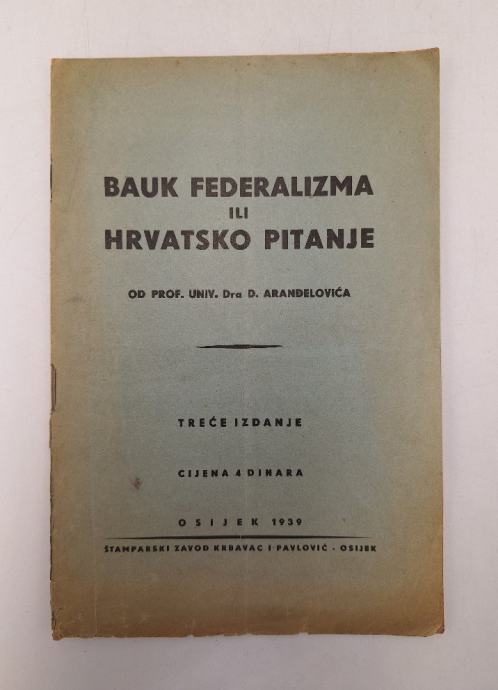 BAUK FEDERALIZMA
ILI
HRVATSKO PITANJE
OD PROF. UNIV. Dra D. ARANĐELOVIĆA
TREĆE IZDANJE
CIJENA 4 DINARA
OSIJEK 1939
ŠTAMPARSKI ZAVOD KRBAVAC I PAVLOVIĆ - OSIJEK